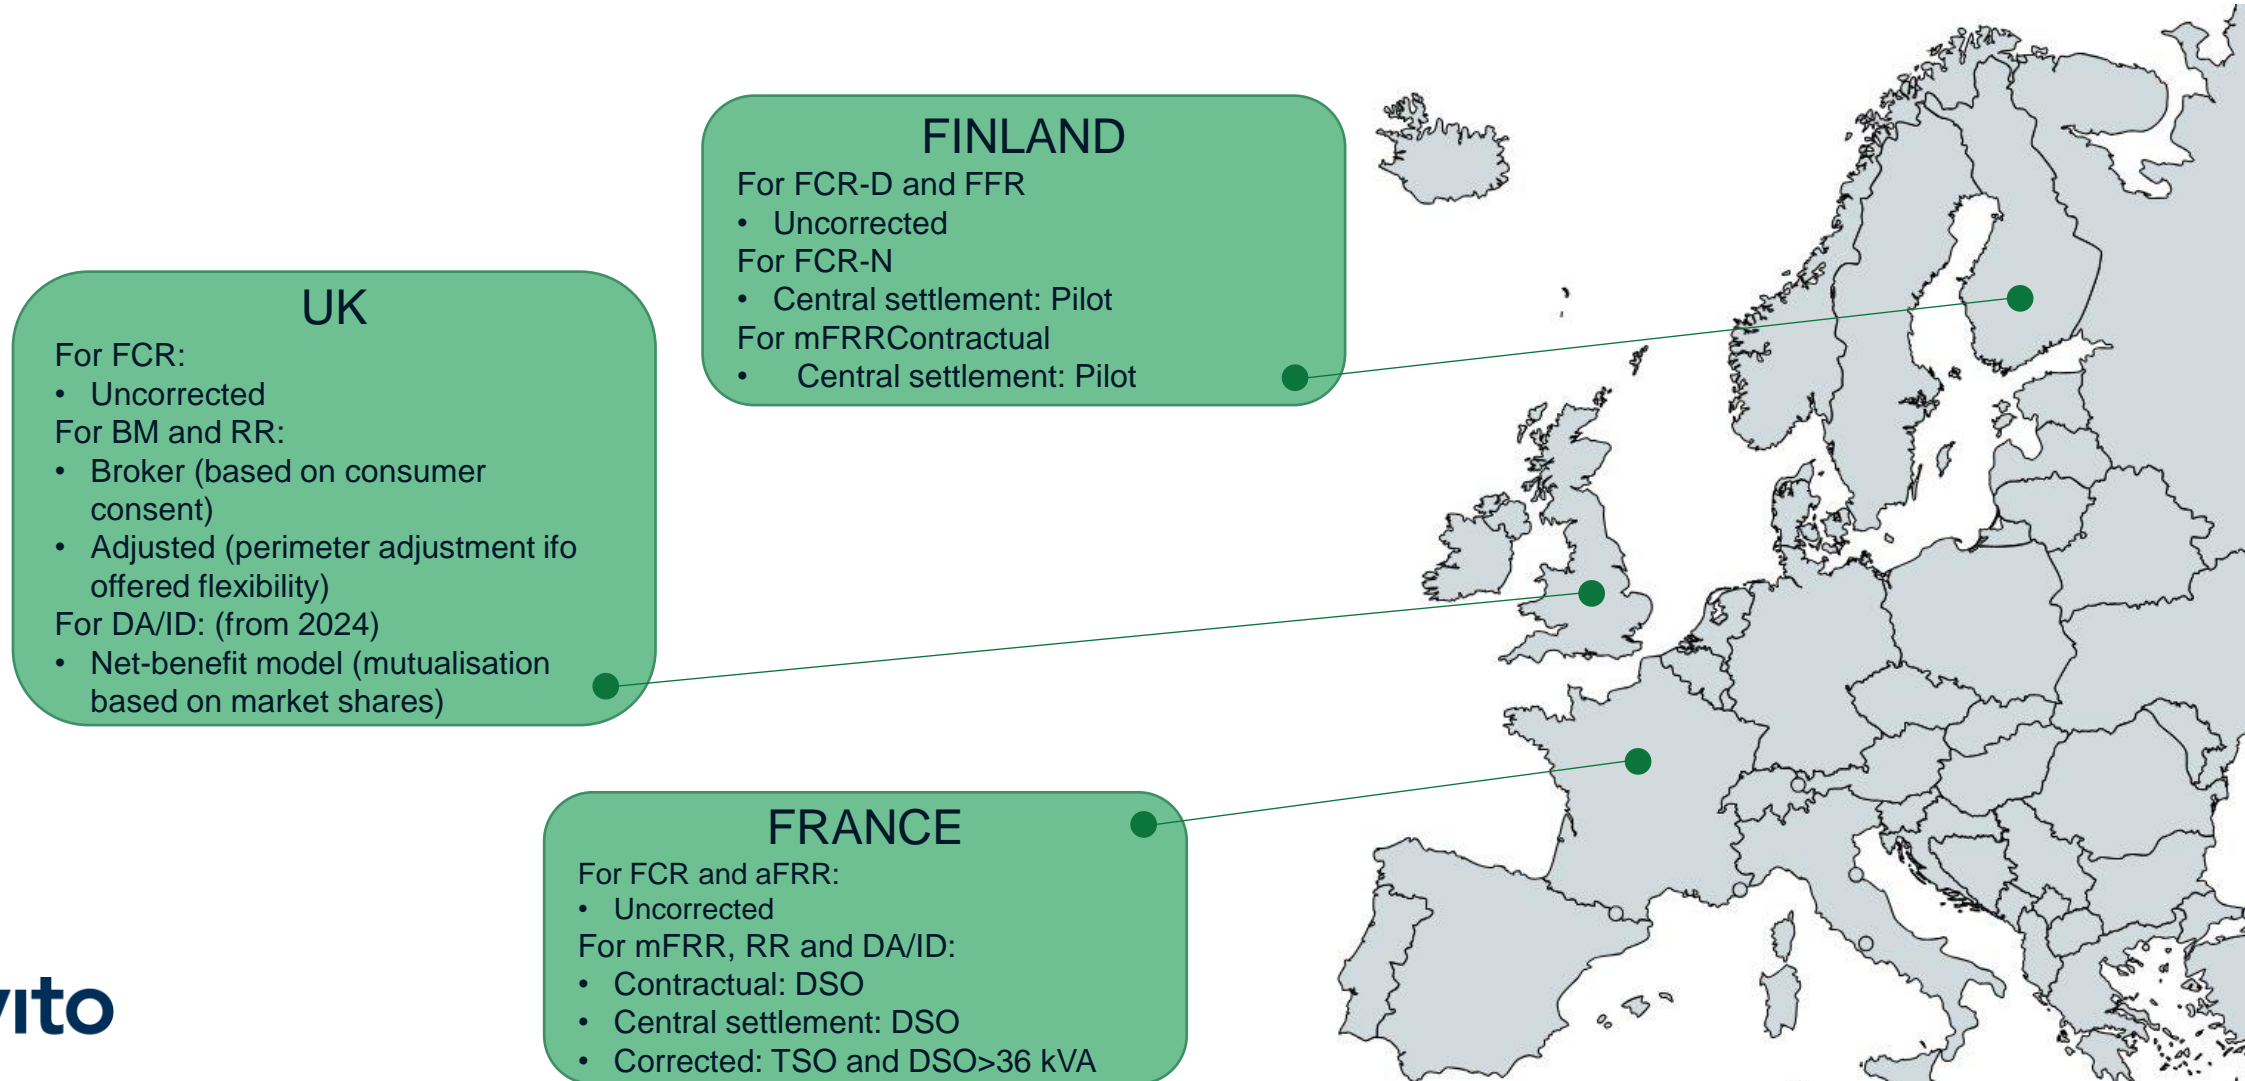 FINLAND
For FCR-D and FFR
• Uncorrected
For FCR-N
• Central settlement: Pilot
For mFRRContractual
• Central settlement: Pilot
UK
For FCR:
• Uncorrected
For BM and RR:
• Broker (based on consumer
consent)
• Adjusted (perimeter adjustment ifo
offered flexibility)
For DA/ID: (from 2024)
• Net-benefit model (mutualisation
based on market shares)
FRANCE
For FCR and aFRR:
• Uncorrected
For mFRR, RR and DA/ID:
• Contractual: DSO
• Central settlement: DSO
• Corrected: TSO and DSO>36 kVA
vito